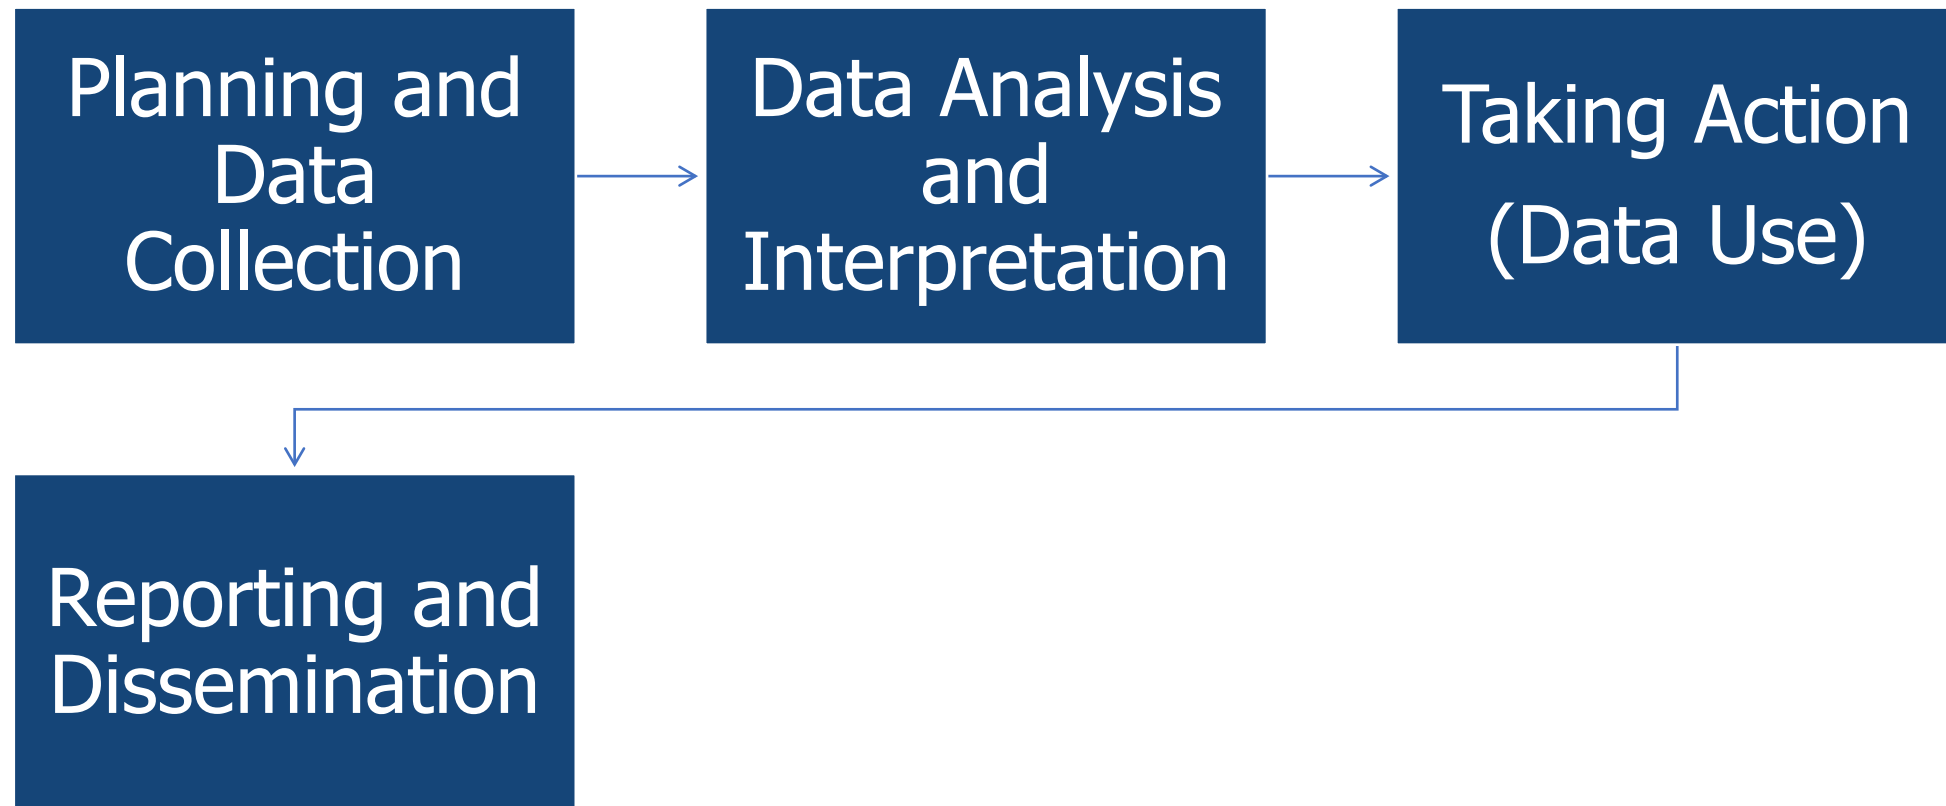 Planning and
Data
Collection
Data Analysis
and
Interpretation
Taking Action
(Data Use)
Reporting and
Dissemination